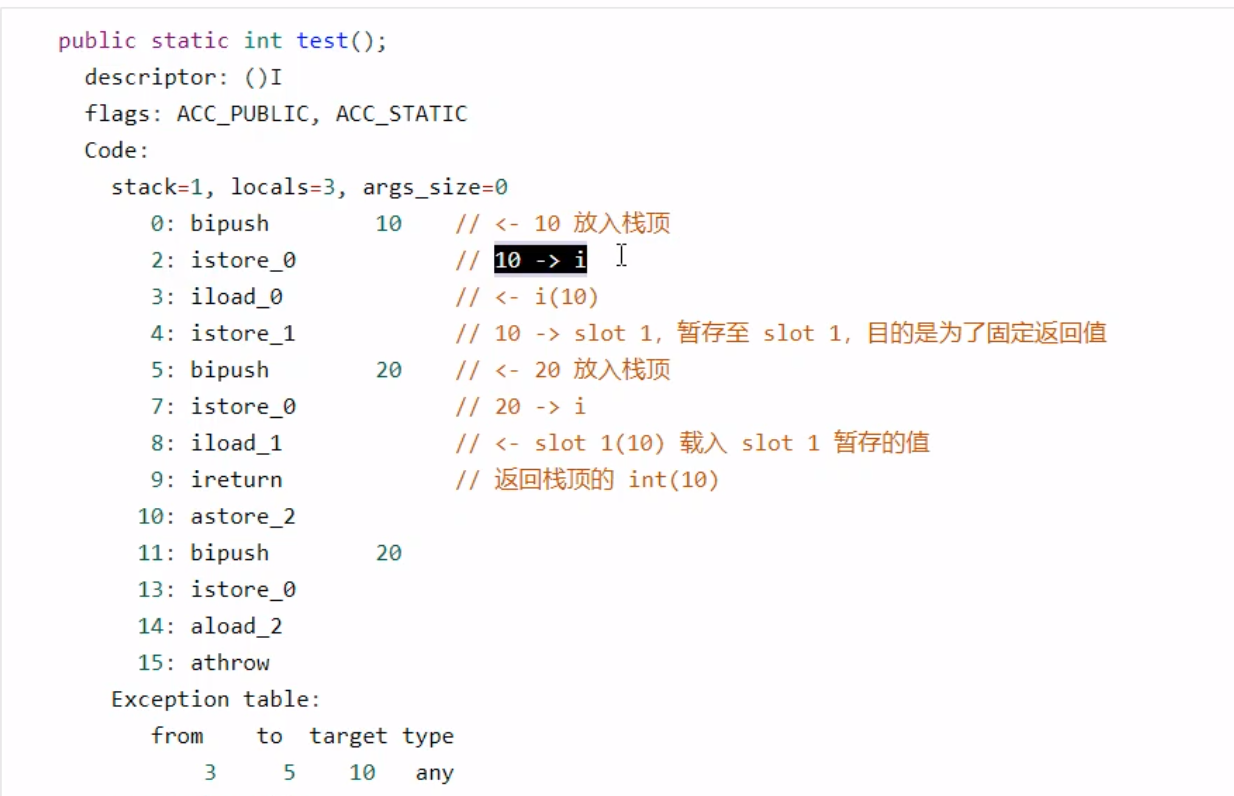 public static int test();
descriptor: ()I
flags: ACC_PUBLIC, ACC_STATIC
Code:
stack=1, locals=3, args_size=0
0: bipush 10 // <- 10 放入栈顶
2: istore_0 // 10 -> i
3: iload_0 // <- i(10)
4: istore_1 // 10 -> slot 1, 暂存至 slot 1, 目的是为了固定返回值
5: bipush 20 // <- 20 放入栈顶
7: istore_0 // 20 -> i
8: iload_1 // <- slot 1(10) 载入 slot 1 暂存的值
9: ireturn // 返回栈顶的 int(10)
10: astore_2
11: bipush 20
13: istore_0
14: aload_2
15: athrow
Exception table:
from to target type
3 5 10 any